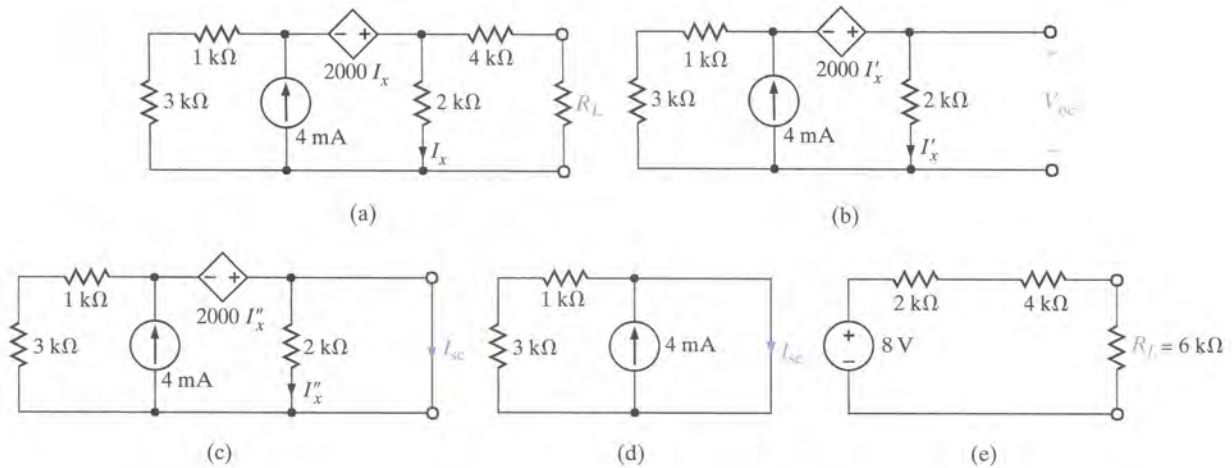 1 kΩ
2000 Ix
4 kΩ
3 kΩ
4 mA
2 kΩ
Ix
RL
(a)
1 kΩ
2000 I′x
3 kΩ
4 mA
2 kΩ
I′x
+
Voc
−
(b)
1 kΩ
2000 I″x
3 kΩ
4 mA
2 kΩ
I″x
Isc
(c)
1 kΩ
3 kΩ
4 mA
Isc
(d)
2 kΩ
4 kΩ
8 V
RL = 6 kΩ
(e)